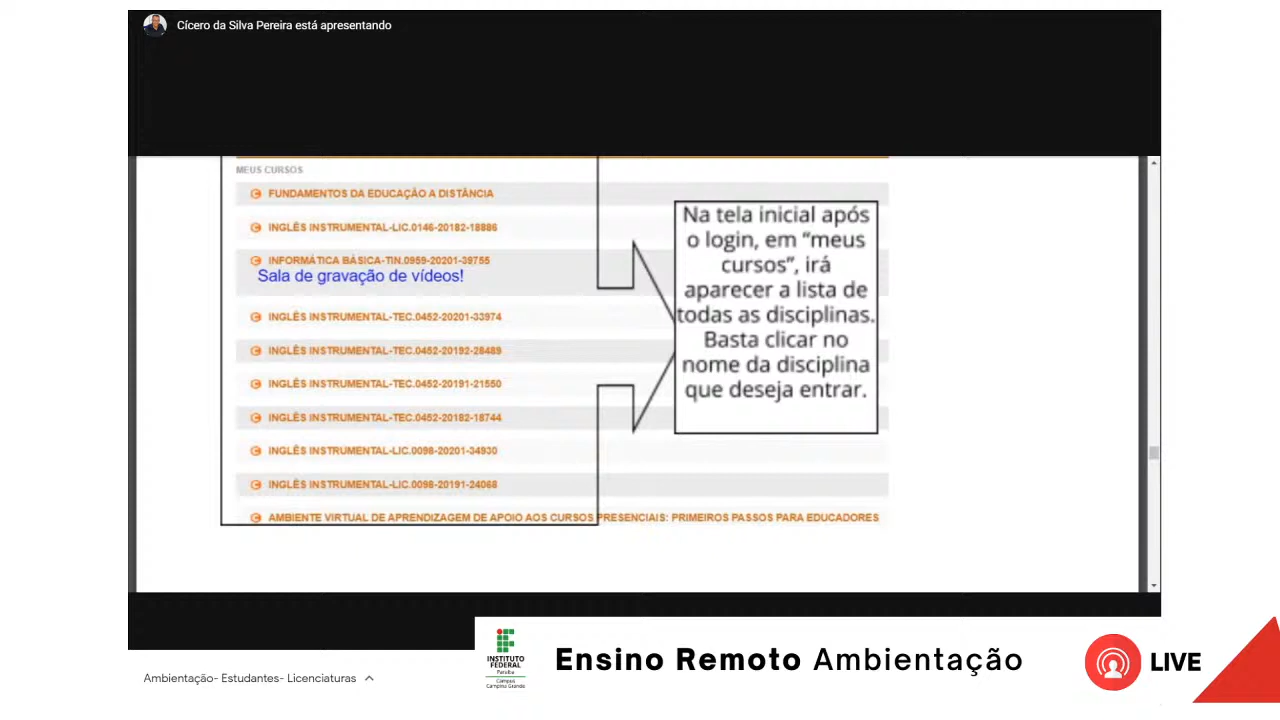 Cícero da Silva Pereira está apresentando
MEUS CURSOS
FUNDAMENTOS DA EDUCAÇÃO A DISTÂNCIA
INGLÊS INSTRUMENTAL-LIC.0146-20182-18886
INFORMÁTICA BÁSICA-TIN.0959-20201-39755
Sala de gravação de vídeos!
INGLÊS INSTRUMENTAL-TEC.0452-20201-33974
INGLÊS INSTRUMENTAL-TEC.0452-20192-28489
INGLÊS INSTRUMENTAL-TEC.0452-20191-21550
INGLÊS INSTRUMENTAL-TEC.0452-20182-18744
INGLÊS INSTRUMENTAL-LIC.0098-20201-34930
INGLÊS INSTRUMENTAL-LIC.0098-20191-24068
AMBIENTE VIRTUAL DE APRENDIZAGEM DE APOIO AOS CURSOS PRESENCIAIS: PRIMEIROS PASSOS PARA EDUCADORES
Na tela inicial após
o login, em “meus
cursos”, irá
aparecer a lista de
todas as disciplinas.
Basta clicar no
nome da disciplina
que deseja entrar.
INSTITUTO
FEDERAL
Paraíba
Campus
Campina Grande
Ensino Remoto Ambientação
LIVE
Ambientação- Estudantes- Licenciaturas